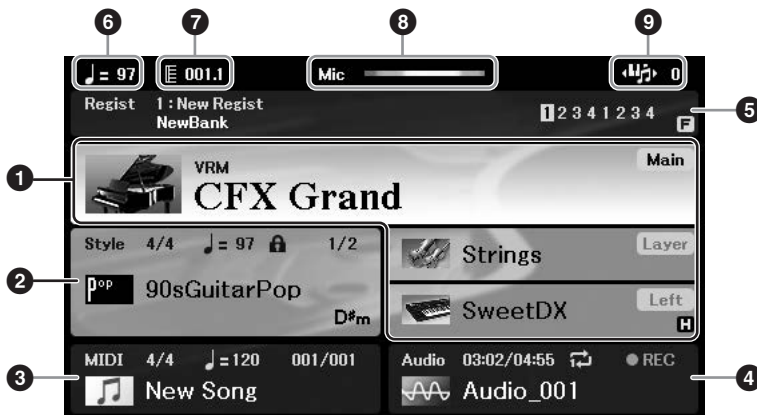 6 7 8 9
♩= 97 001.1 Mic 0
Regist 1 : New Regist
NewBank
1 2 3 4 1 2 3 4
F
5
1
VRM
CFX Grand
Main
Style 4/4 ♩= 97 1/2
Pop 90sGuitarPop
D#m
2
Strings Layer
SweetDX Left
H
MIDI 4/4 ♩=120 001/001
New Song
3
Audio 03:02/04:55 ●REC
Audio_001
4